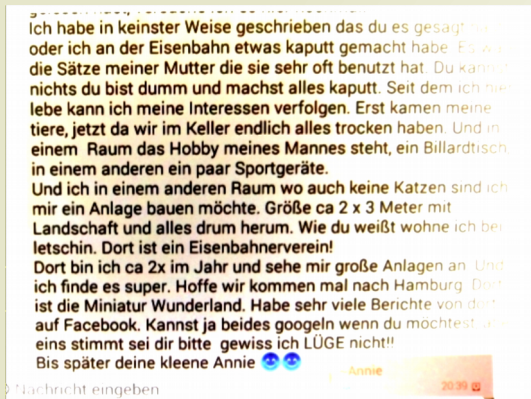 Ich habe in keinster Weise geschrieben das du es gesagt
oder ich an der Eisenbahn etwas kaputt gemacht habe.
die Sätze meiner Mutter die sie sehr oft benutzt hat. Du kannst
nichts du bist dumm und machst alles kaputt. Seit dem ich hier
lebe kann ich meine Interessen verfolgen. Erst kamen meine
tiere, jetzt da wir im Keller endlich alles trocken haben. Und in
einem Raum das Hobby meines Mannes steht, ein Billardtisch
in einem anderen ein paar Sportgeräte.
Und ich in einem anderen Raum wo auch keine Katzen sind ich
mir ein Anlage bauen möchte. Größe ca 2 x 3 Meter mit
Landschaft und alles drum herum. Wie du weißt wohne ich bei
letschin. Dort ist ein Eisenbahnerverein!
Dort bin ich ca 2x im Jahr und sehe mir große Anlagen an. Und
ich finde es super. Hoffe wir kommen mal nach Hamburg. Dort
ist die Miniatur Wunderland. Habe sehr viele Berichte von dort
auf Facebook. Kannst ja beides googeln wenn du möchtest.
eins stimmt sei dir bitte gewiss ich LÜGE nicht!!
Bis später deine kleene Annie
Annie
20:39
Nachricht eingeben